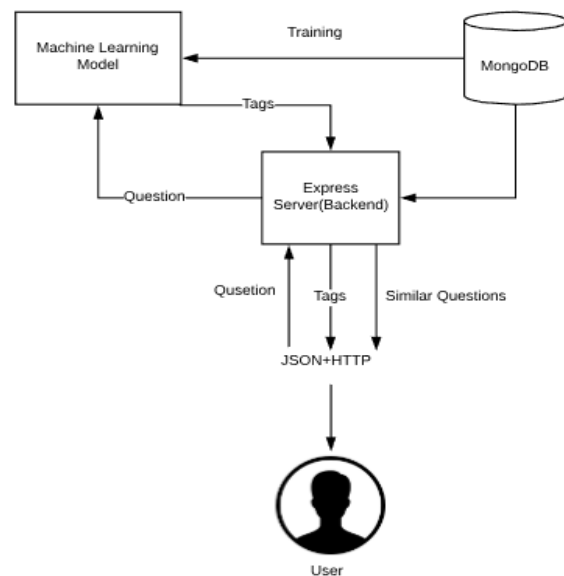 Training
Machine Learning
Model
MongoDB
Tags
Express
Server(Backend)
Question
Qusetion
Tags
Similar Questions
JSON+HTTP
User